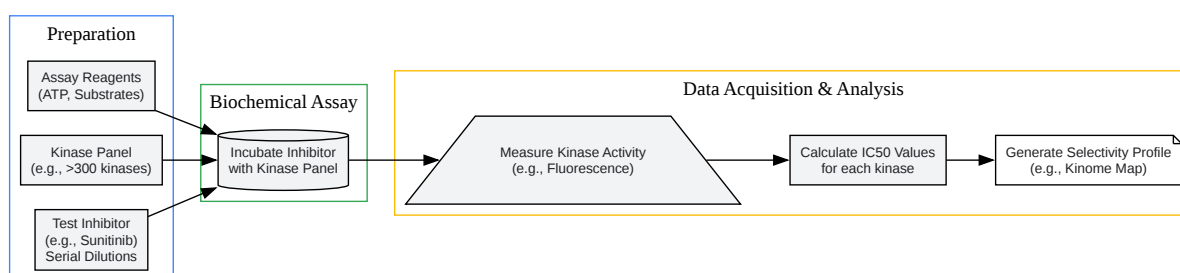 Preparation
Assay Reagents
(ATP, Substrates)
Kinase Panel
(e.g., >300 kinases)
Test Inhibitor
(e.g., Sunitinib)
Serial Dilutions
Biochemical Assay
Incubate Inhibitor
with Kinase Panel
Data Acquisition & Analysis
Measure Kinase Activity
(e.g., Fluorescence)
Calculate IC50 Values
for each kinase
Generate Selectivity Profile
(e.g., Kinome Map)